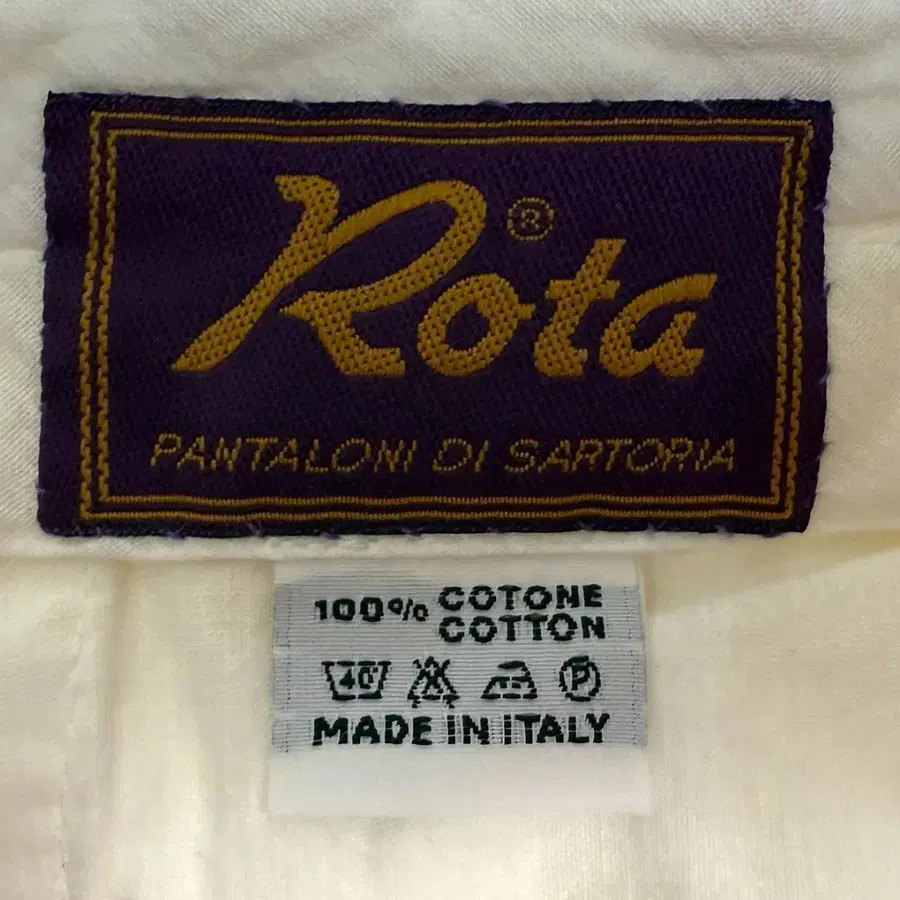 Rota ®
PANTALONI DI SARTORIA
100% COTONE
COTTON
40° P
MADE IN ITALY